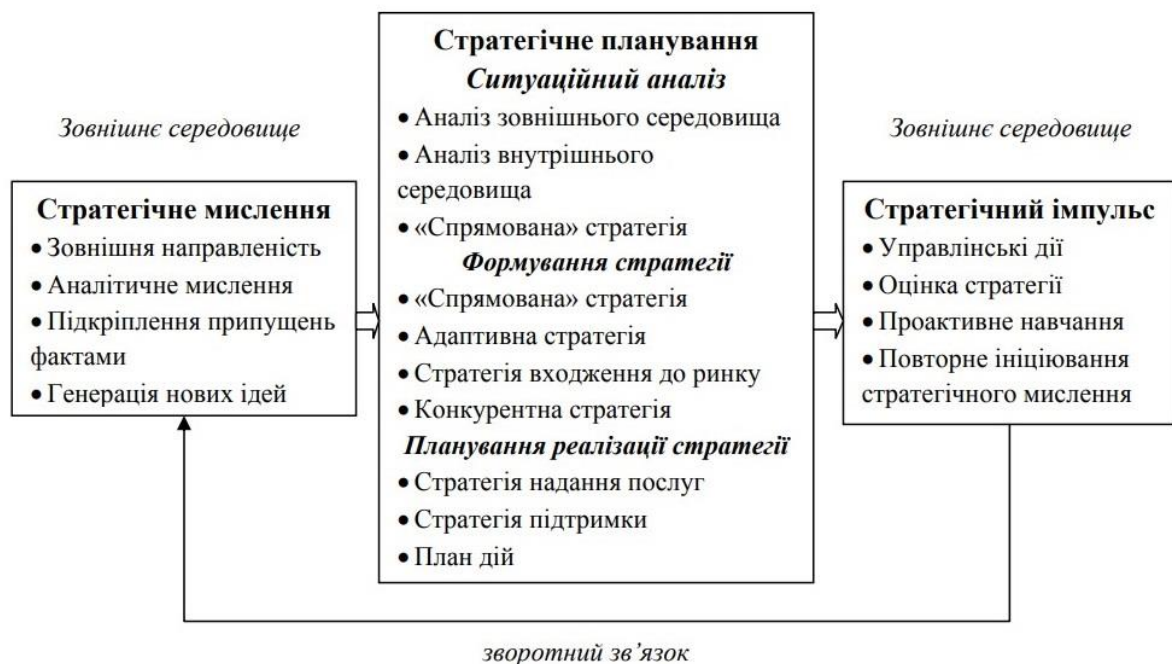 Зовнішнє середовище
Стратегічне мислення
• Зовнішня направленість
• Аналітичне мислення
• Підкріплення припущень
фактами
• Генерація нових ідей
Стратегічне планування
Ситуаційний аналіз
• Аналіз зовнішнього середовища
• Аналіз внутрішнього
середовища
• «Спрямована» стратегія
Формування стратегії
• «Спрямована» стратегія
• Адаптивна стратегія
• Стратегія входження до ринку
• Конкурентна стратегія
Планування реалізації стратегії
• Стратегія надання послуг
• Стратегія підтримки
• План дій
Зовнішнє середовище
Стратегічний імпульс
• Управлінські дії
• Оцінка стратегії
• Проактивне навчання
• Повторне ініціювання
стратегічного мислення
зворотний зв’язок